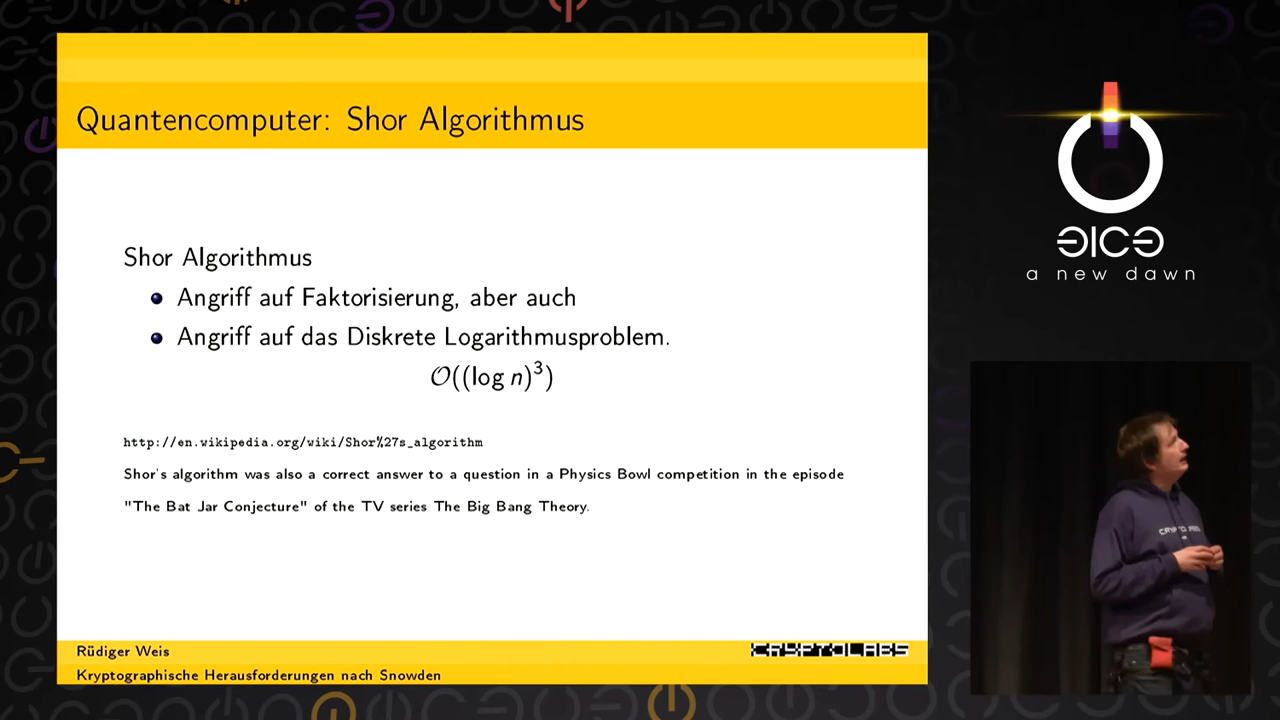 Quantencomputer: Shor Algorithmus
Shor Algorithmus
Angriff auf Faktorisierung, aber auch
Angriff auf das Diskrete Logarithmusproblem.
O((log n)³)
http://en.wikipedia.org/wiki/Shor%27s_algorithm
Shor's algorithm was also a correct answer to a question in a Physics Bowl competition in the episode
"The Bat Jar Conjecture" of the TV series The Big Bang Theory.
Rüdiger Weis
CRYPTOLABS
Kryptographische Herausforderungen nach Snowden
a new dawn